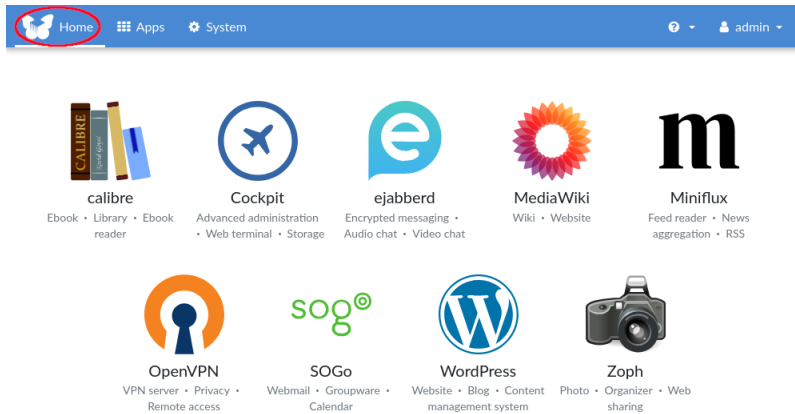 Home Apps System admin
CALIBRE
m
calibre Cockpit ejabberd MediaWiki Miniflux
Ebook • Library • Ebook reader
Advanced administration • Web terminal • Storage
Encrypted messaging • Audio chat • Video chat
Wiki • Website
Feed reader • News aggregation • RSS
sogo
OpenVPN SOGo WordPress Zoph
VPN server • Privacy • Remote access
Webmail • Groupware • Calendar
Website • Blog • Content management system
Photo • Organizer • Web sharing